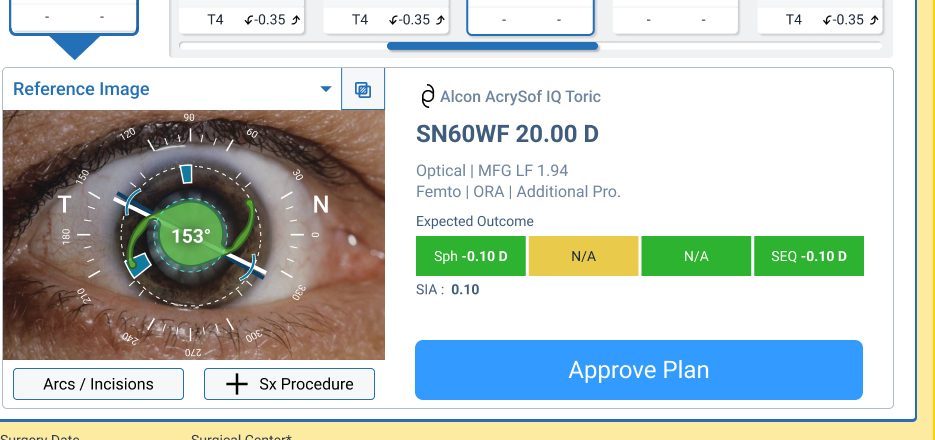 - - T4 -0.35 T4 -0.35 - - - - T4 -0.35
Reference Image
Alcon AcrySof IQ Toric
SN60WF 20.00 D
Optical | MFG LF 1.94
Femto | ORA | Additional Pro.
Expected Outcome
Sph -0.10 D N/A N/A SEQ -0.10 D
SIA : 0.10
90
120 60
150 30
T N
180 153° 0
210 330
240 300
270
Approve Plan
Arcs / Incisions + Sx Procedure
Surgery Date Surgical Center*